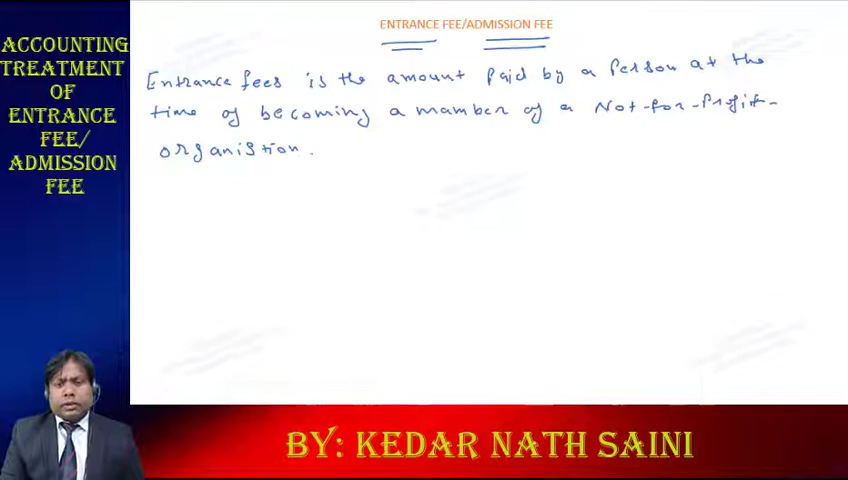 ACCOUNTING
TREATMENT
OF
ENTRANCE
FEE/
ADMISSION
FEE
ENTRANCE FEE/ADMISSION FEE
Entrance fees is the amount paid by a person at the
time of becoming a mamber of a Not-for-Profit-
organistion.
BY: KEDAR NATH SAINI